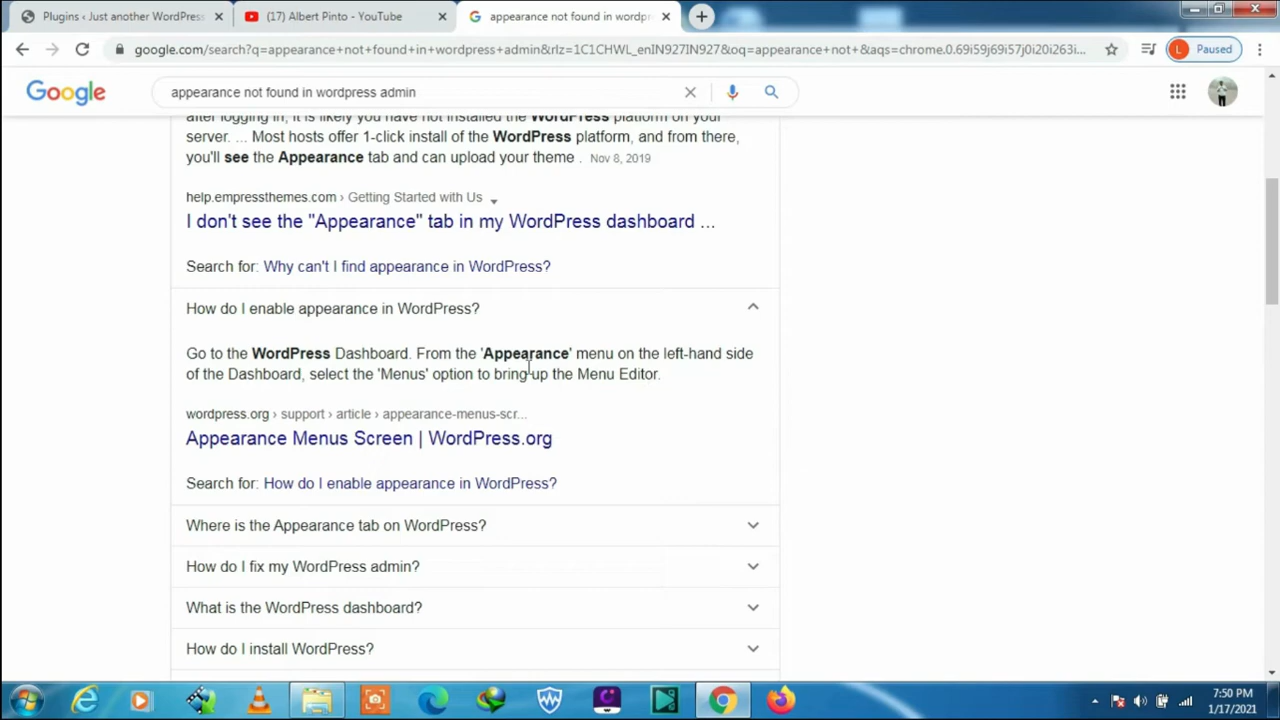 Plugins ‹ Just another WordPress
(17) Albert Pinto - YouTube
appearance not found in wordpr
google.com/search?q=appearance+not+found+in+wordpress+admin&rlz=1C1CHWL_enIN927IN927&oq=appearance+not+&aqs=chrome.0.69i59j69i57j0i20i263i...
L Paused
Google
appearance not found in wordpress admin
after logging in, it is likely you have not installed the WordPress platform on your
server. ... Most hosts offer 1-click install of the WordPress platform, and from there,
you'll see the Appearance tab and can upload your theme . Nov 8, 2019
help.empressthemes.com › Getting Started with Us
I don't see the "Appearance" tab in my WordPress dashboard ...
Search for: Why can't I find appearance in WordPress?
How do I enable appearance in WordPress?
Go to the WordPress Dashboard. From the 'Appearance' menu on the left-hand side
of the Dashboard, select the 'Menus' option to bring up the Menu Editor.
wordpress.org › support › article › appearance-menus-scr...
Appearance Menus Screen | WordPress.org
Search for: How do I enable appearance in WordPress?
Where is the Appearance tab on WordPress?
How do I fix my WordPress admin?
What is the WordPress dashboard?
How do I install WordPress?
7:50 PM
1/17/2021